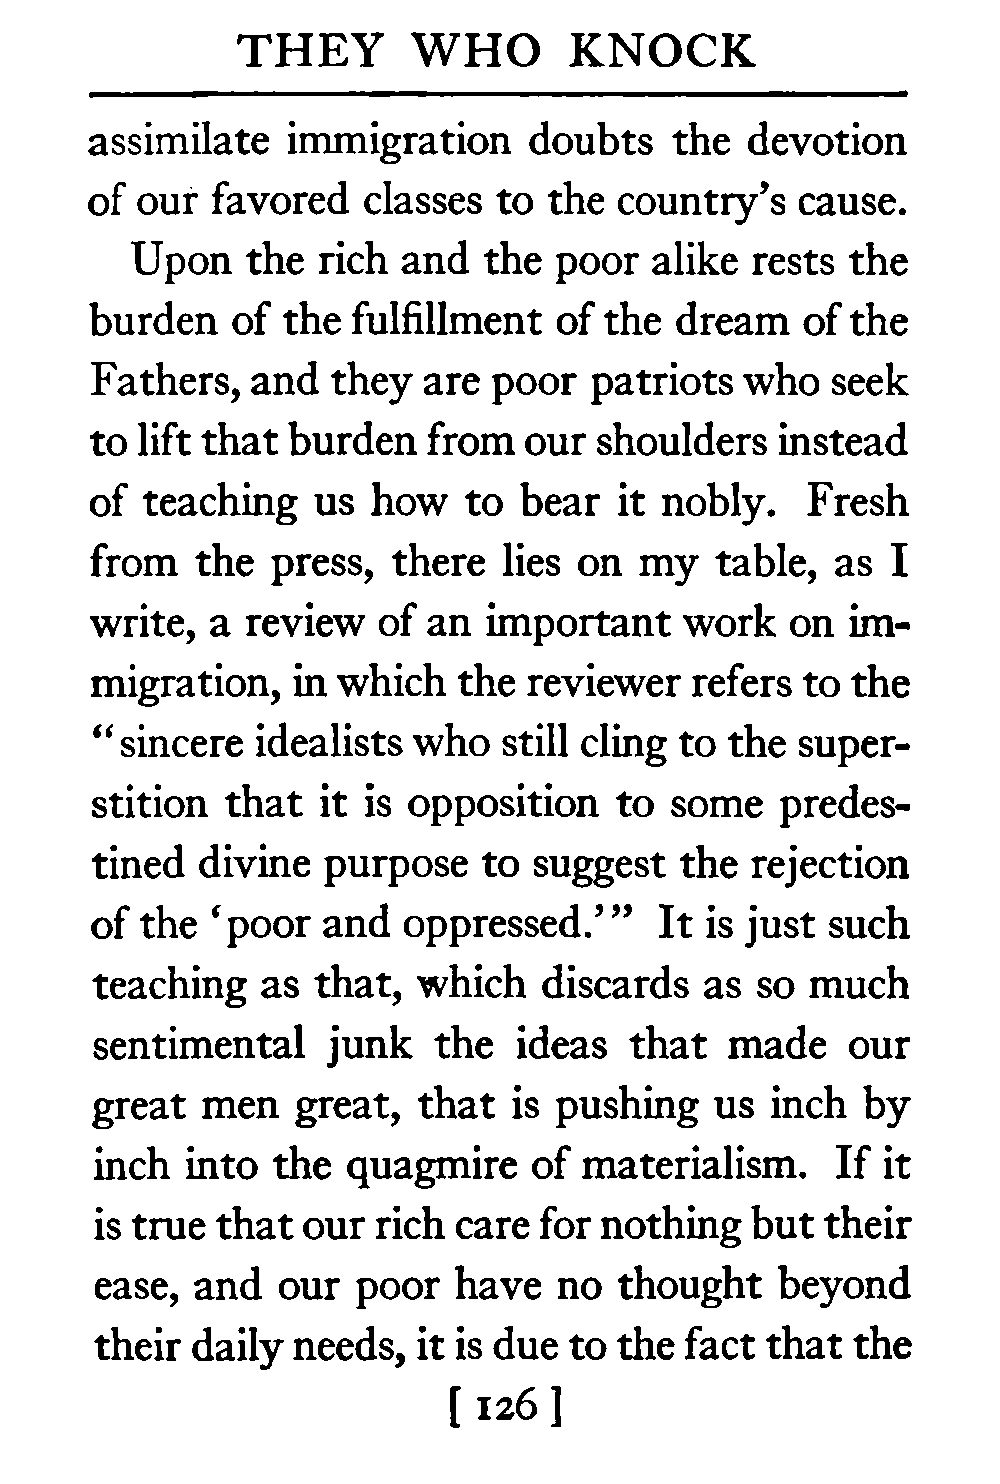 THEY WHO KNOCK
assimilate immigration doubts the devotion
of our favored classes to the country's cause.
Upon the rich and the poor alike rests the
burden of the fulfillment of the dream of the
Fathers, and they are poor patriots who seek
to lift that burden from our shoulders instead
of teaching us how to bear it nobly. Fresh
from the press, there lies on my table, as I
write, a review of an important work on im-
migration, in which the reviewer refers to the
“sincere idealists who still cling to the super-
stition that it is opposition to some predes-
tined divine purpose to suggest the rejection
of the ‘poor and oppressed.’” It is just such
teaching as that, which discards as so much
sentimental junk the ideas that made our
great men great, that is pushing us inch by
inch into the quagmire of materialism. If it
is true that our rich care for nothing but their
ease, and our poor have no thought beyond
their daily needs, it is due to the fact that the
[ 126 ]